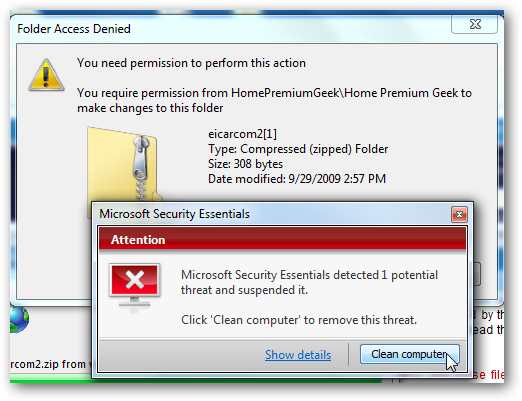 Folder Access Denied
You need permission to perform this action
You require permission from HomePremiumGeek\Home Premium Geek to
make changes to this folder
eicarcom2[1]
Type: Compressed (zipped) Folder
Size: 308 bytes
Date modified: 9/29/2009 2:57 PM
Microsoft Security Essentials
Attention
Microsoft Security Essentials detected 1 potential
threat and suspended it.
Click 'Clean computer' to remove this threat.
Show details
Clean computer
by the
rcom2.zip from
se file